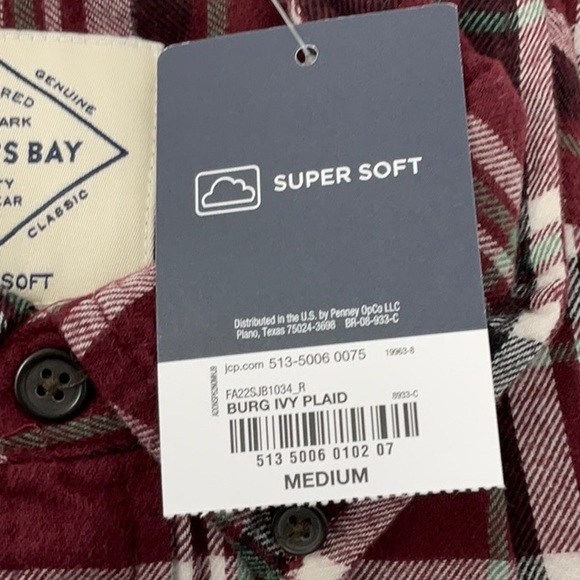 GENUINE
RED
ARK
'S BAY
TY
EAR
CLASSIC
SOFT
SUPER SOFT
Distributed in the U.S. by Penney OpCo LLC
Plano, Texas 75024-3698 BR-08-933-C
jcp.com 513-5006 0075 19963-6
FA22SJB1034_R
BURG IVY PLAID 8933-C
513 5006 0102 07
MEDIUM